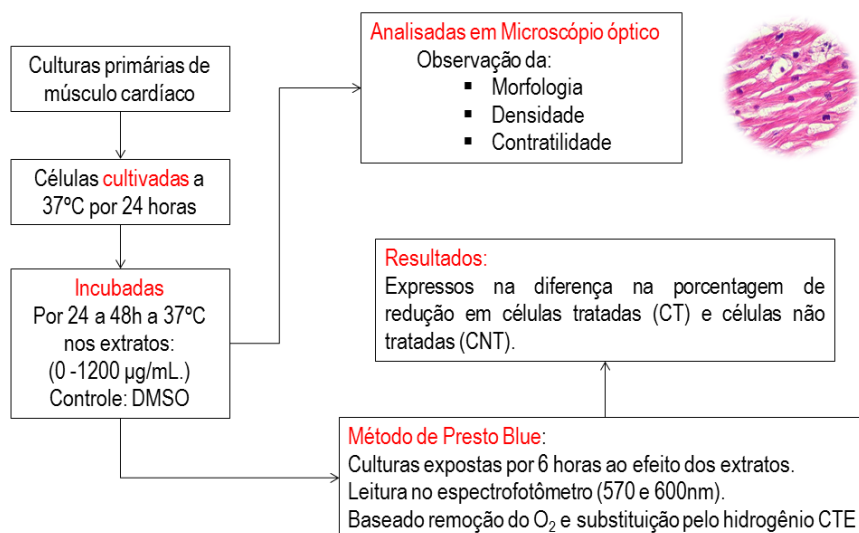 Culturas primárias de
músculo cardíaco
Células cultivadas a
37ºC por 24 horas
Incubadas
Por 24 a 48h a 37ºC
nos extratos:
(0 -1200 µg/mL.)
Controle: DMSO
Analisadas em Microscópio óptico
Observação da:
▪ Morfologia
▪ Densidade
▪ Contratilidade
Método de Presto Blue:
Culturas expostas por 6 horas ao efeito dos extratos.
Leitura no espectrofotômetro (570 e 600nm).
Baseado remoção do O₂ e substituição pelo hidrogênio CTE
Resultados:
Expressos na diferença na porcentagem de
redução em células tratadas (CT) e células não
tratadas (CNT).